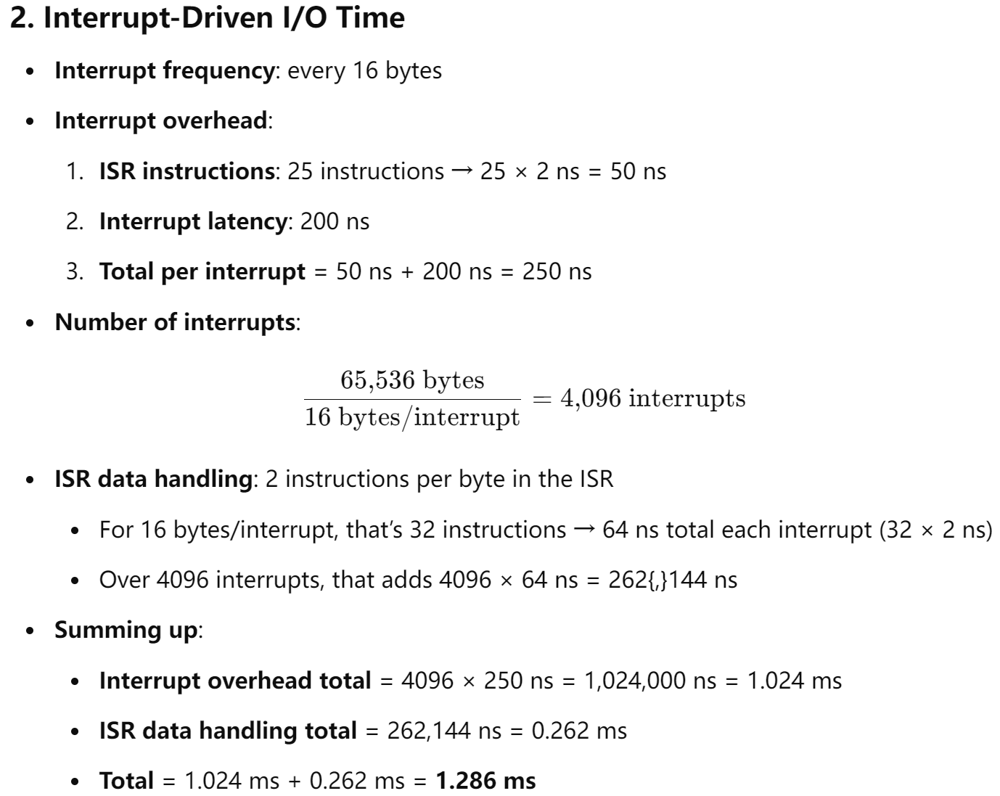 2. Interrupt-Driven I/O Time
• Interrupt frequency: every 16 bytes
• Interrupt overhead:
1. ISR instructions: 25 instructions → 25 × 2 ns = 50 ns
2. Interrupt latency: 200 ns
3. Total per interrupt = 50 ns + 200 ns = 250 ns
• Number of interrupts:
65,536 bytes
16 bytes/interrupt = 4,096 interrupts
• ISR data handling: 2 instructions per byte in the ISR
• For 16 bytes/interrupt, that’s 32 instructions → 64 ns total each interrupt (32 × 2 ns)
• Over 4096 interrupts, that adds 4096 × 64 ns = 262{,}144 ns
• Summing up:
• Interrupt overhead total = 4096 × 250 ns = 1,024,000 ns = 1.024 ms
• ISR data handling total = 262,144 ns = 0.262 ms
• Total = 1.024 ms + 0.262 ms = 1.286 ms